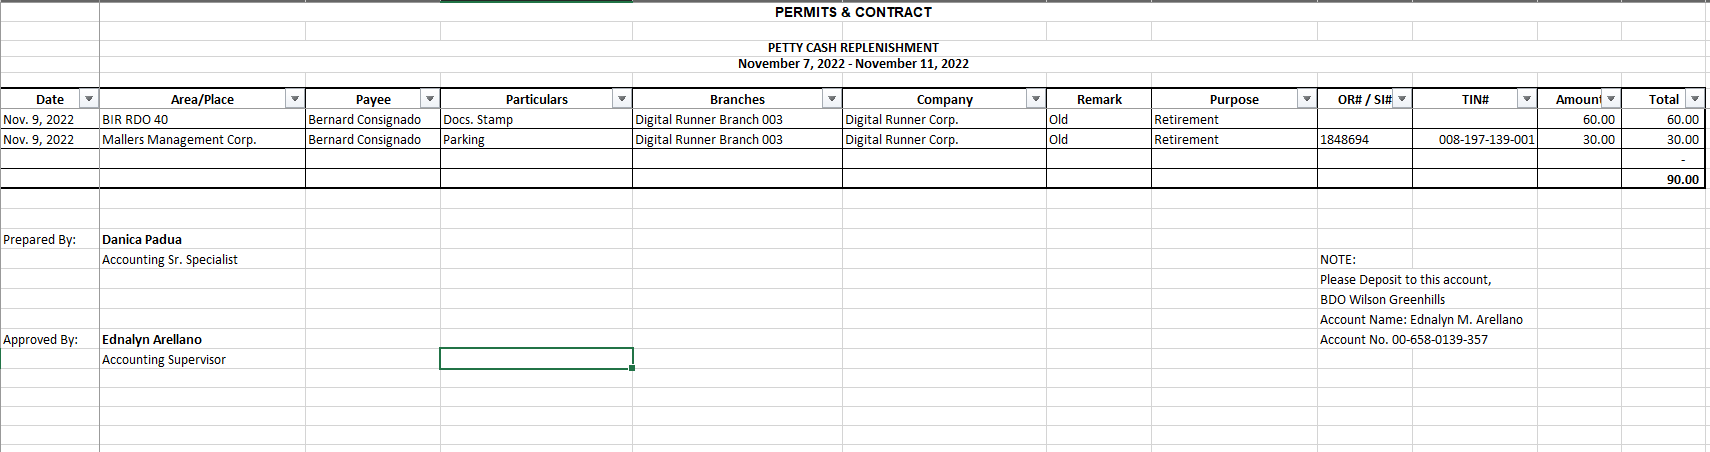 PERMITS & CONTRACT
PETTY CASH REPLENISHMENT
November 7, 2022 - November 11, 2022
Date Area/Place Payee Particulars Branches Company Remark Purpose OR# / SI# TIN# Amount Total
Nov. 9, 2022 BIR RDO 40 Bernard Consignado Docs. Stamp Digital Runner Branch 003 Digital Runner Corp. Old Retirement 60.00 60.00
Nov. 9, 2022 Mallers Management Corp. Bernard Consignado Parking Digital Runner Branch 003 Digital Runner Corp. Old Retirement 1848694 008-197-139-001 30.00 30.00
-
90.00
Prepared By: Danica Padua
Accounting Sr. Specialist
NOTE:
Please Deposit to this account,
BDO Wilson Greenhills
Account Name: Ednalyn M. Arellano
Approved By: Ednalyn Arellano
Account No. 00-658-0139-357
Accounting Supervisor